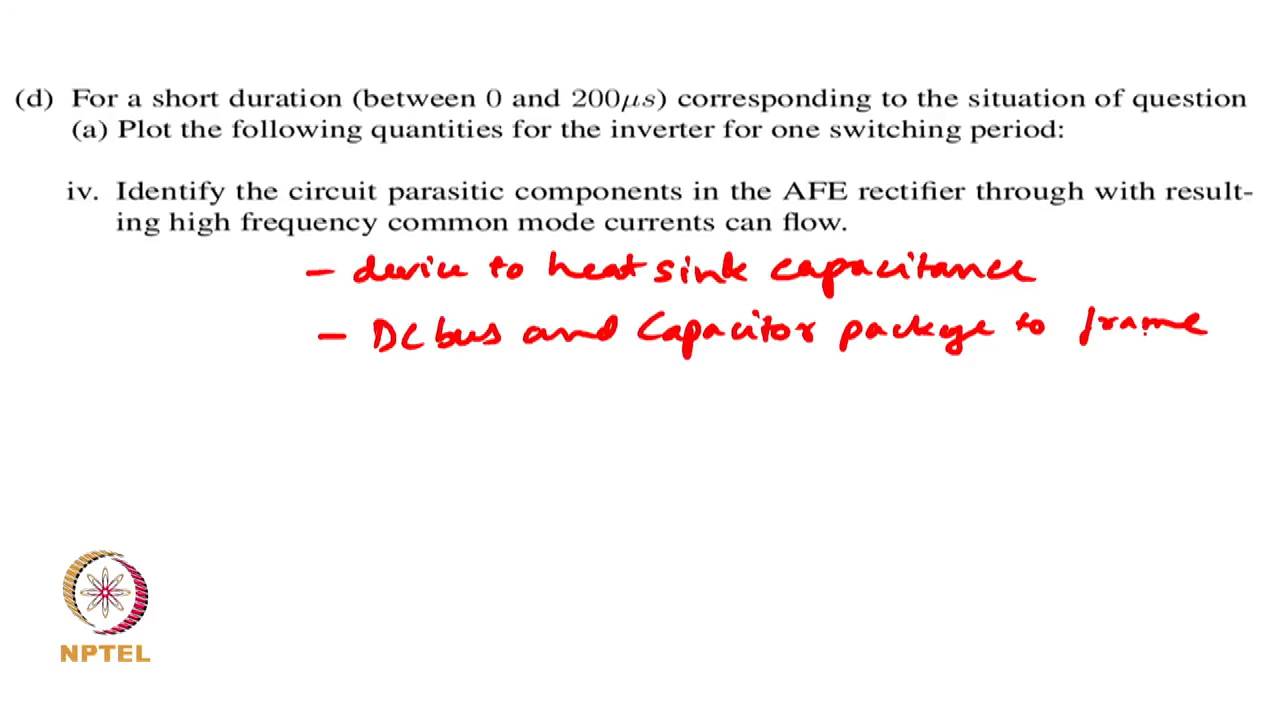 (d) For a short duration (between 0 and 200μs) corresponding to the situation of question
(a) Plot the following quantities for the inverter for one switching period:
iv. Identify the circuit parasitic components in the AFE rectifier through with result-
ing high frequency common mode currents can flow.
- device to heat sink capacitance
- DC bus and Capacitor package to frame
NPTEL